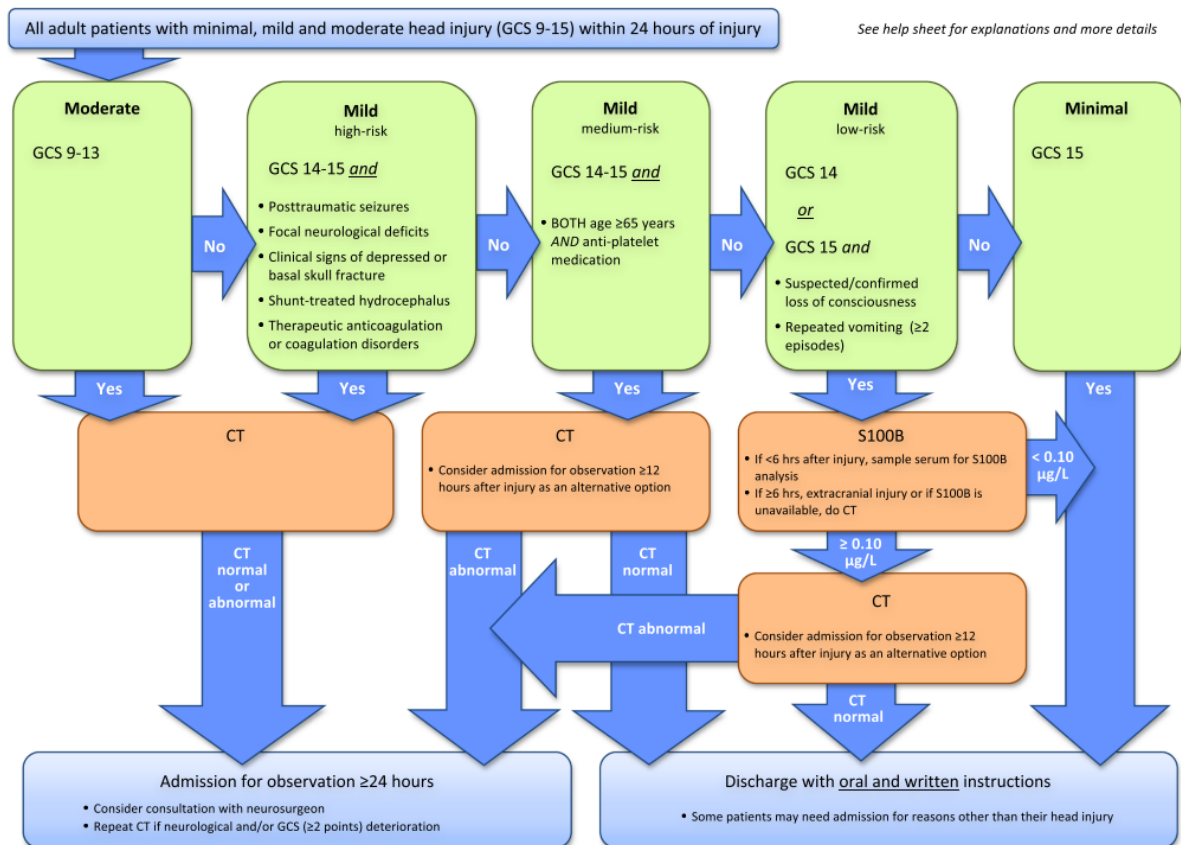 All adult patients with minimal, mild and moderate head injury (GCS 9-15) within 24 hours of injury
See help sheet for explanations and more details
Moderate
GCS 9-13
No
Mild
high-risk
GCS 14-15 and
• Posttraumatic seizures
• Focal neurological deficits
• Clinical signs of depressed or
basal skull fracture
• Shunt-treated hydrocephalus
• Therapeutic anticoagulation
or coagulation disorders
No
Mild
medium-risk
GCS 14-15 and
• BOTH age ≥65 years
AND anti-platelet
medication
No
Mild
low-risk
GCS 14
or
GCS 15 and
• Suspected/confirmed
loss of consciousness
• Repeated vomiting (≥2
episodes)
No
Minimal
GCS 15
Yes
Yes
Yes
Yes
Yes
CT
CT
• Consider admission for observation ≥12
hours after injury as an alternative option
S100B
• If <6 hrs after injury, sample serum for S100B
analysis
• If ≥6 hrs, extracranial injury or if S100B is
unavailable, do CT
< 0.10
µg/L
CT
normal
or
abnormal
CT
abnormal
CT
normal
≥ 0.10
µg/L
CT abnormal
CT
• Consider admission for observation ≥12
hours after injury as an alternative option
CT
normal
Admission for observation ≥24 hours
• Consider consultation with neurosurgeon
• Repeat CT if neurological and/or GCS (≥2 points) deterioration
Discharge with oral and written instructions
• Some patients may need admission for reasons other than their head injury